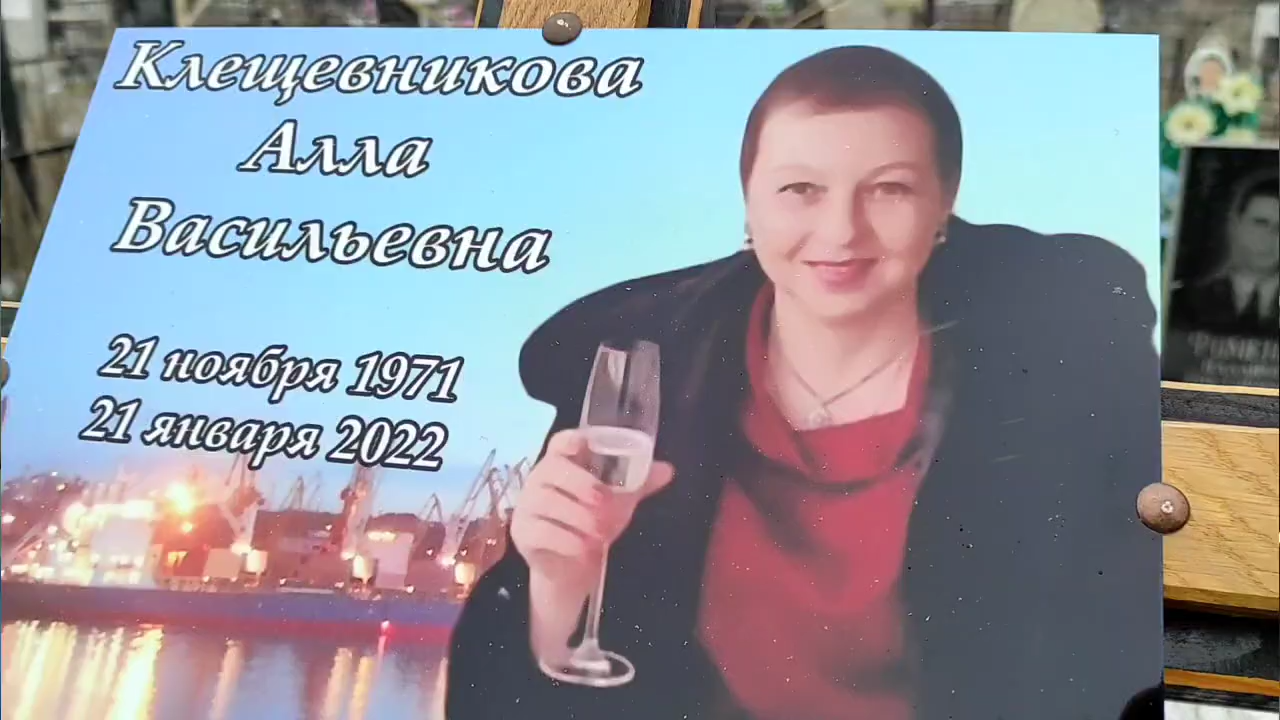 Клещевникова
Алла
Васильевна
21 ноября 1971
21 января 2022